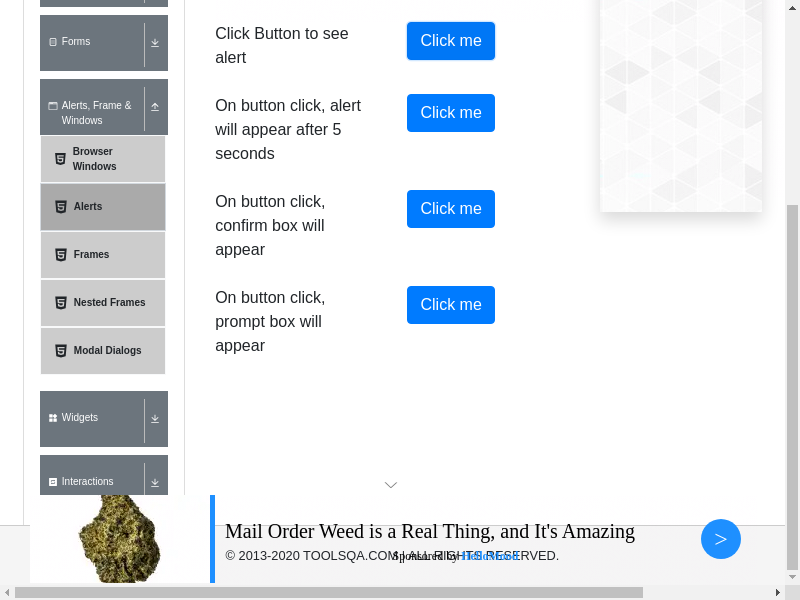 Forms
Alerts, Frame &
Windows
Browser
Windows
Alerts
Frames
Nested Frames
Modal Dialogs
Widgets
Interactions
Click Button to see
alert
Click me
On button click, alert
will appear after 5
seconds
Click me
On button click,
confirm box will
appear
Click me
On button click,
prompt box will
appear
Click me
Mail Order Weed is a Real Thing, and It's Amazing
>
© 2013-2020 TOOLSQA.COM | ALL RIGHTS RESERVED.
Sponsored by